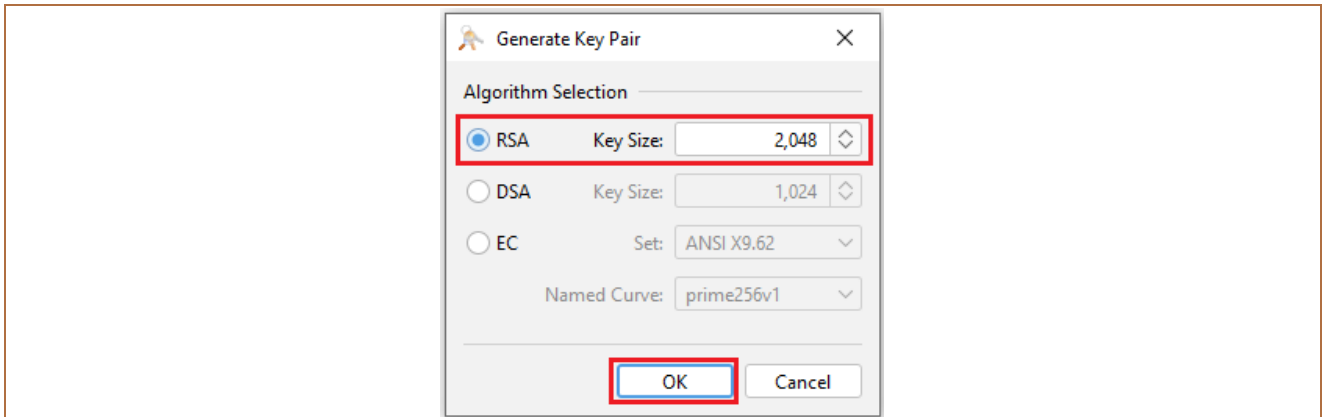 Generate Key Pair
Algorithm Selection
RSA Key Size: 2,048
DSA Key Size: 1,024
EC Set: ANSI X9.62
Named Curve: prime256v1
OK Cancel